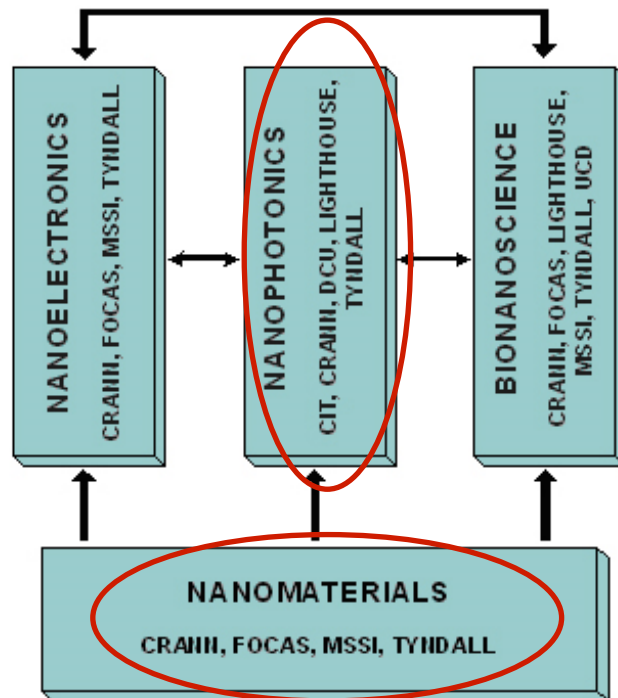 NANOELECTRONICS
CRANN, FOCAS, MSSI, TYNDALL
NANOPHOTONICS
CIT, CRANN, DCU, LIGHTHOUSE,
TYNDALL
BIONANOSCIENCE
CRANN, FOCAS, LIGHTHOUSE,
MSSI, TYNDALL, UCD
NANOMATERIALS
CRANN, FOCAS, MSSI, TYNDALL